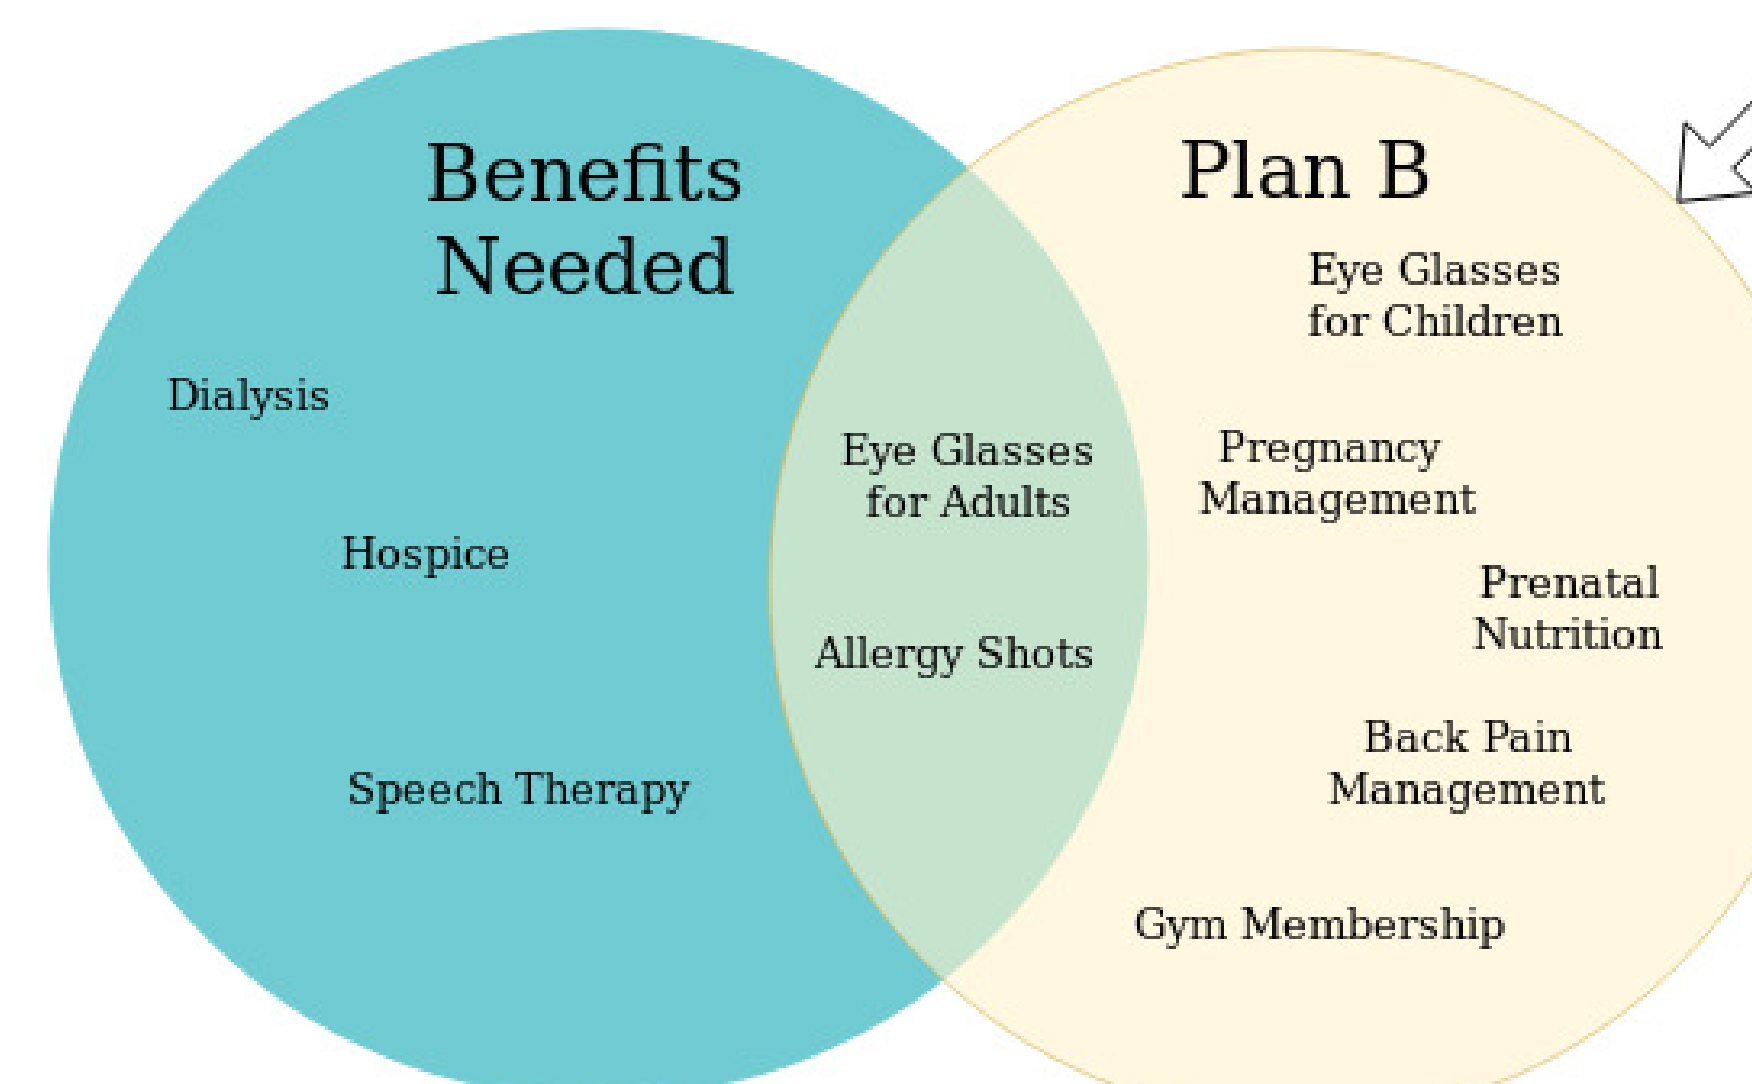 Benefits
Needed
Dialysis
Hospice
Speech Therapy
Eye Glasses
for Adults
Allergy Shots
Plan B
Eye Glasses
for Children
Pregnancy
Management
Prenatal
Nutrition
Back Pain
Management
Gym Membership